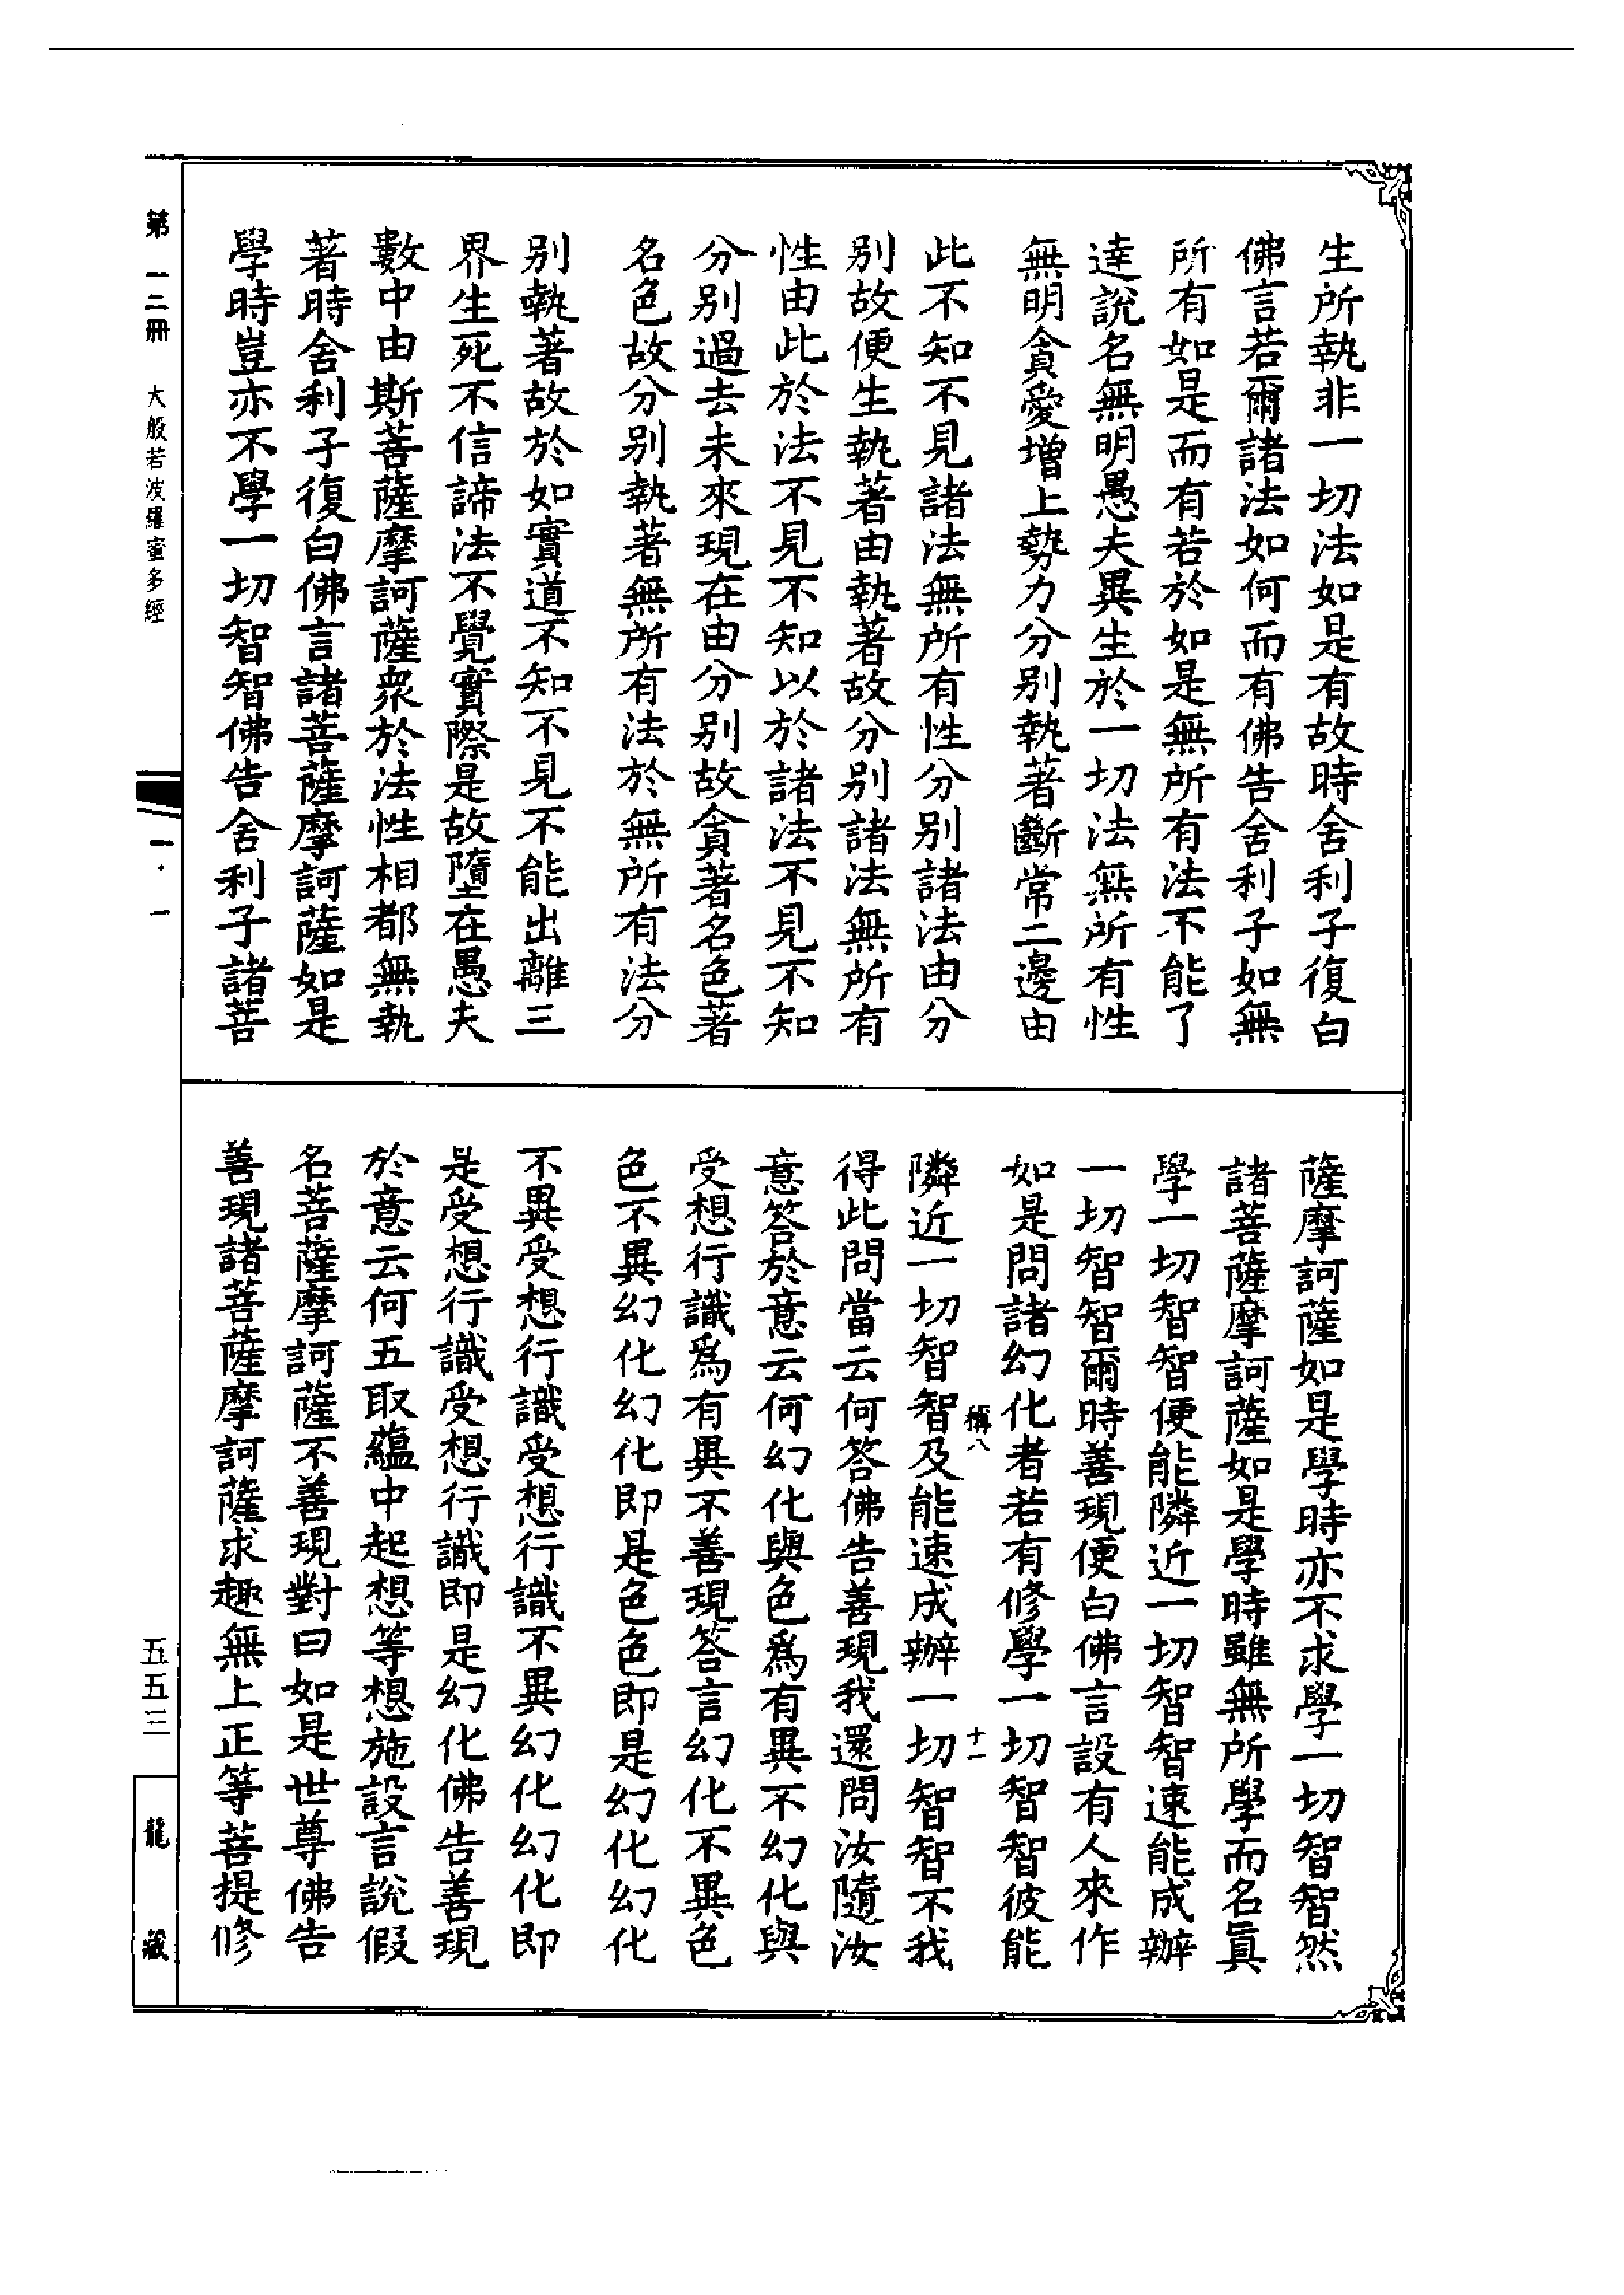 生所執非一切法如是有故時舍利子復白
佛言若爾諸法如何而有佛告舍利子如無
所有如是而有若於如是無所有法不能了
達說名無明愚夫異生於一切法無所有性
無明貪愛增上勢力分別執著斷常二邊由
此不知不見諸法無所有性分別諸法由分
別故便生執著由執著故分別諸法無所有
性由此於法不見不知以於諸法不見不知
分別過去未來現在由分別故貪著名色著
名色故分別執著無所有法於無所有法分
別執著故於如實道不知不見不能出離三
界生死不信諦法不覺實際是故墮在愚夫
數中由斯菩薩摩訶薩衆於法性相都無執
著時舍利子復白佛言諸菩薩摩訶薩如是
學時豈亦不學一切智智佛告舍利子諸菩
薩摩訶薩如是學時亦不求學一切智智然
諸菩薩摩訶薩如是學時雖無所學而名眞
學一切智智便能隣近一切智智速能成辦
一切智智爾時善現便白佛言設有人來作
如是問諸幻化者若有修學一切智智彼能
稱八 十一
隣近一切智智及能速成辦一切智智不我
得此問當云何答佛告善現我還問汝隨汝
意答於意云何幻化與色爲有異不幻化與
受想行識爲有異不善現答言幻化不異色
色不異幻化幻化即是色色即是幻化幻化
不異受想行識受想行識不異幻化幻化即
是受想行識受想行識即是幻化佛告善現
於意云何五取蘊中起想等想施設言說假
名菩薩摩訶薩不善現對曰如是世尊佛告
善現諸菩薩摩訶薩求趣無上正等菩提修
第一二冊 大般若波羅蜜多經
一·一
五五三
龍藏